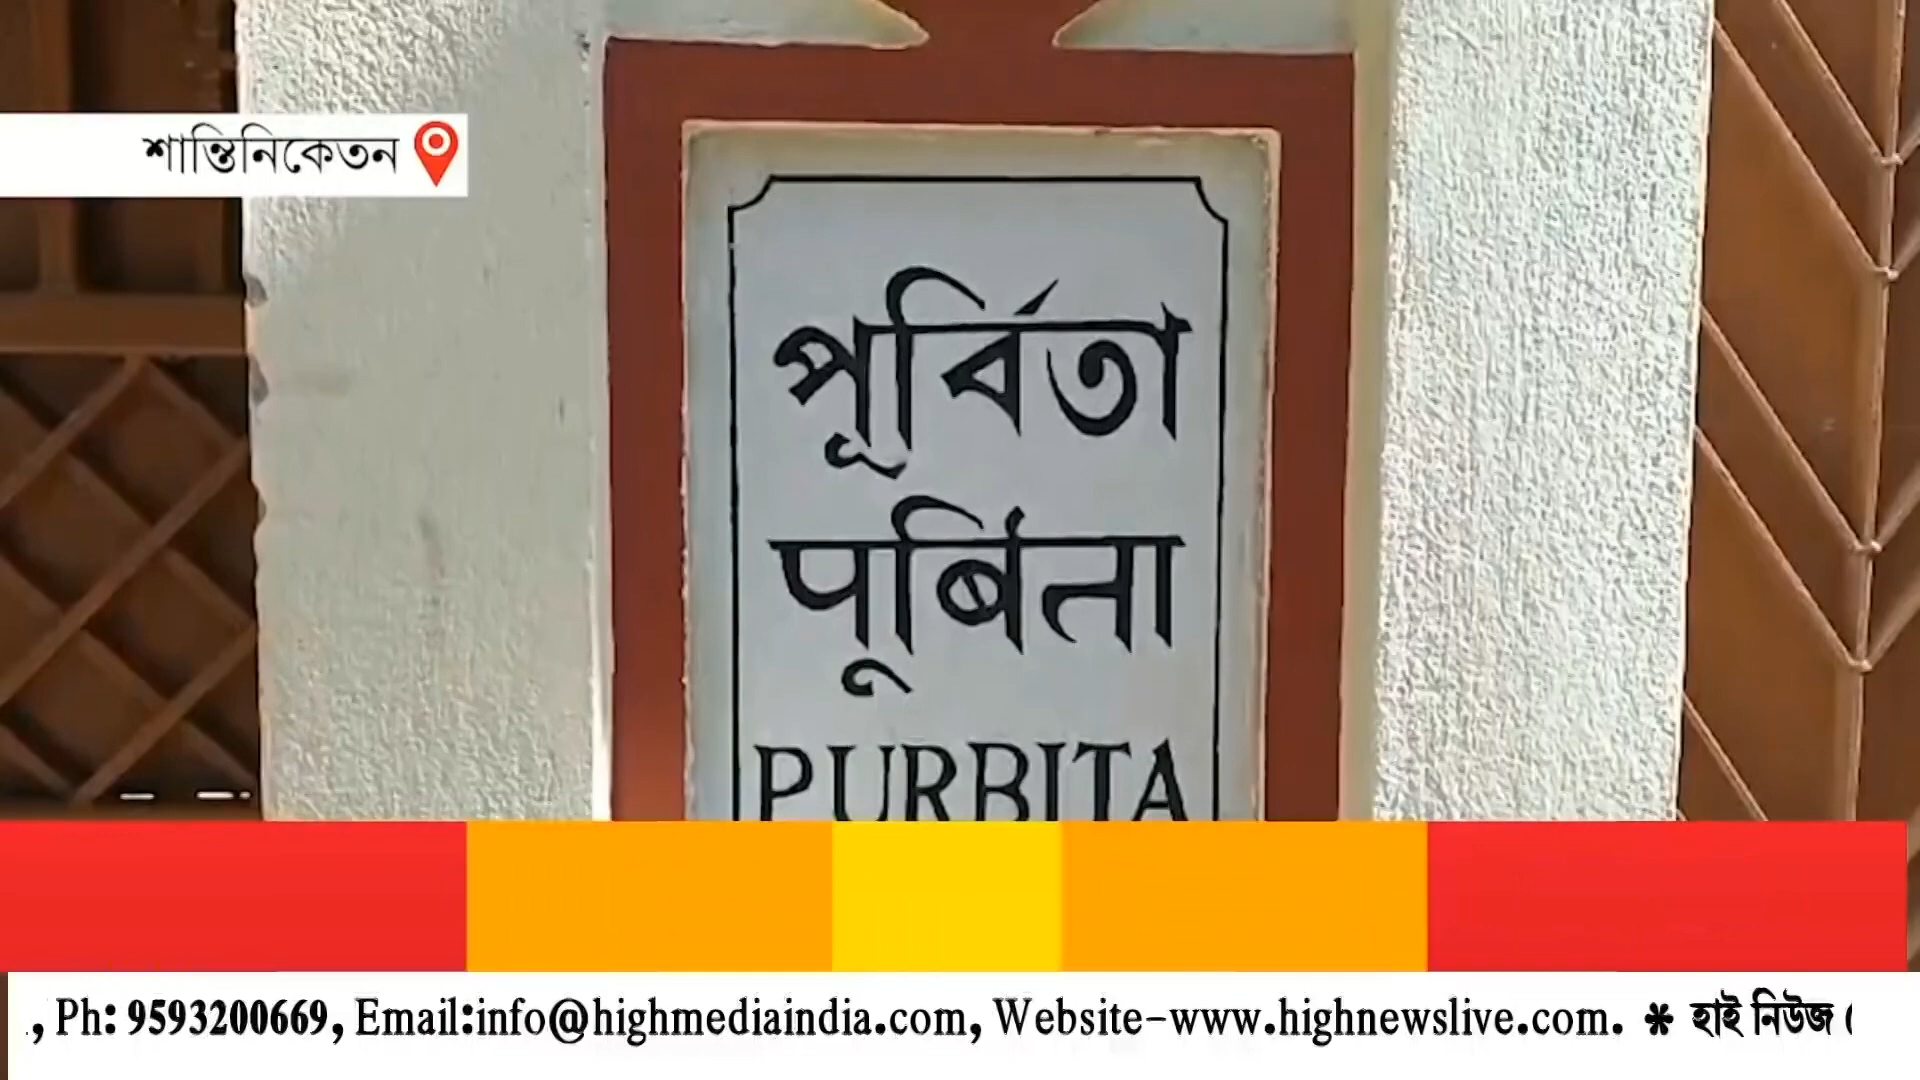 শান্তিনিকেতন
পূর্বিতা
पूर्बिता
PURBITA
, Ph: 9593200669, Email:info@highmediaindia.com, Website-www.highnewslive.com. * হাই নিউজ